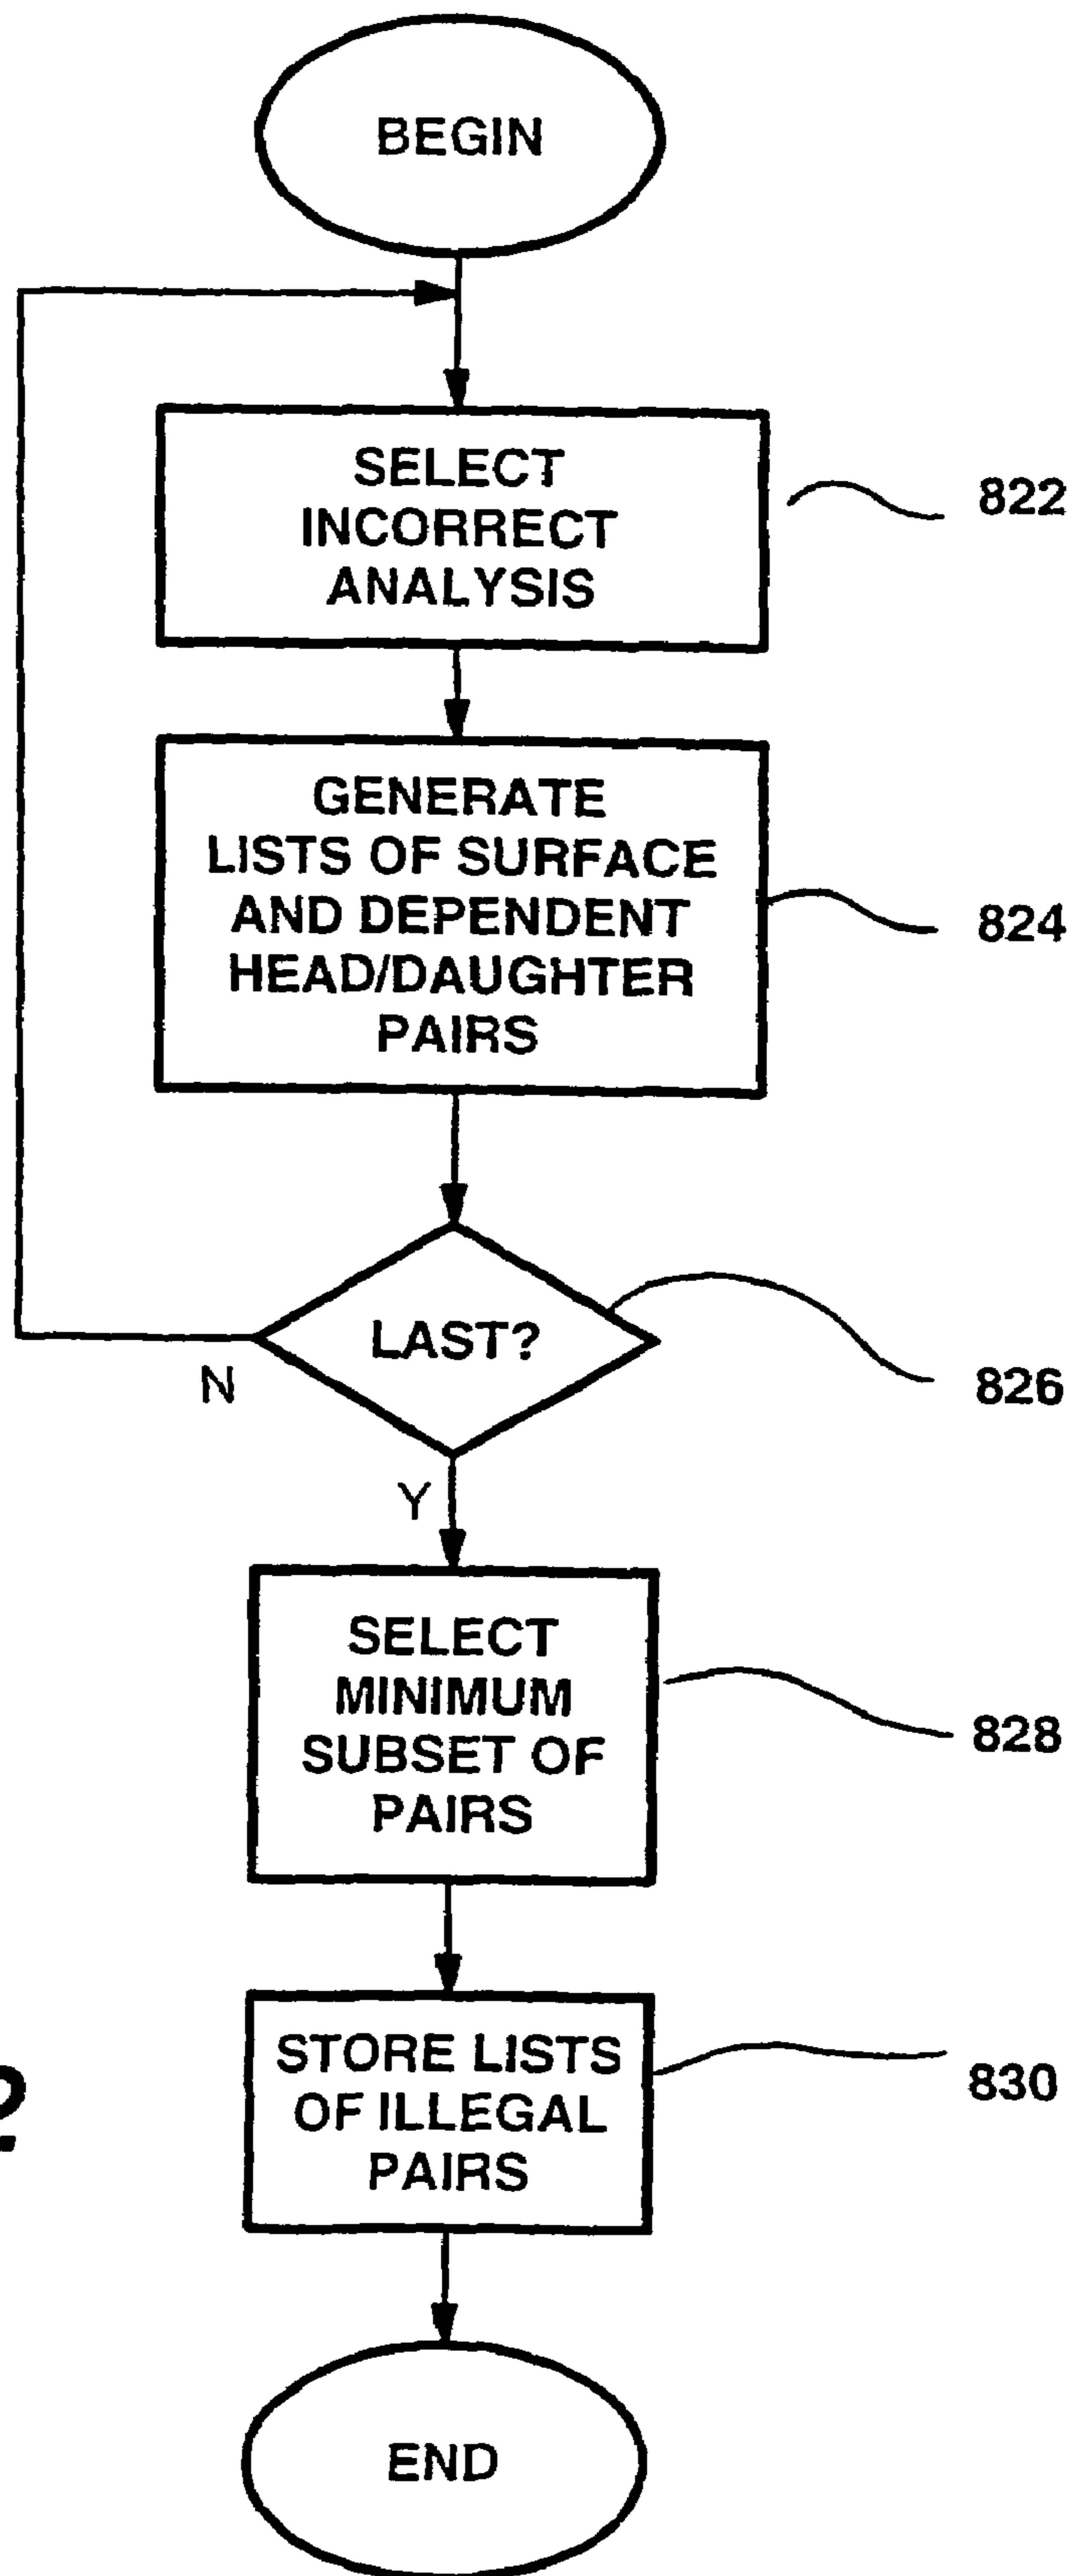 BEGIN
SELECT
INCORRECT
ANALYSIS
822
GENERATE
LISTS OF SURFACE
AND DEPENDENT
HEAD/DAUGHTER
PAIRS
824
LAST?
826
N
Y
SELECT
MINIMUM
SUBSET OF
PAIRS
828
STORE LISTS
OF ILLEGAL
PAIRS
830
END